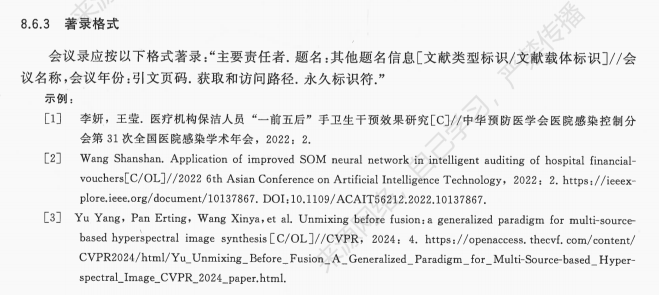 8.6.3 著录格式
会议录应按以下格式著录:“主要责任者. 题名:其他题名信息[文献类型标识/文献载体标识]//会
议名称,会议年份:引文页码. 获取和访问路径. 永久标识符.”
示例:
[1] 李妍, 王莹. 医疗机构保洁人员“一前五后”手卫生干预效果研究[C]//中华预防医学会医院感染控制分
会第 31 次全国医院感染学术年会, 2022: 2.
[2] Wang Shanshan. Application of improved SOM neural network in intelligent auditing of hospital financial-
vouchers[C/OL]//2022 6th Asian Conference on Artificial Intelligence Technology, 2022: 2. https://ieeex-
plore.ieee.org/document/10137867. DOI:10.1109/ACAIT56212.2022.10137867.
[3] Yu Yang, Pan Erting, Wang Xinya, et al. Unmixing before fusion: a generalized paradigm for multi-source-
based hyperspectral image synthesis[C/OL]//CVPR, 2024: 4. https://openaccess. thecvf. com/content/
CVPR2024/html/Yu_Unmixing_Before_Fusion_A_Generalized_Paradigm_for_Multi-Source-based_Hyper-
spectral_Image_CVPR_2024_paper.html.